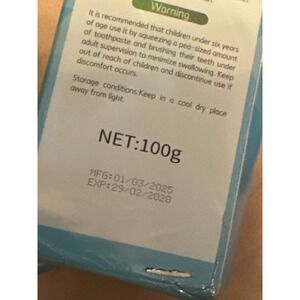 Warning
It is recommended that children under six years
of age use it by squeezing a pea-sized amount
of toothpaste and brushing their teeth under
adult supervision to minimize swallowing. Keep
out of reach of children and discontinue use if
discomfort occurs.
Storage conditions:Keep in a cool dry place
away from light.
NET:100g
MFG:01/03/2025
EXP:29/02/2028